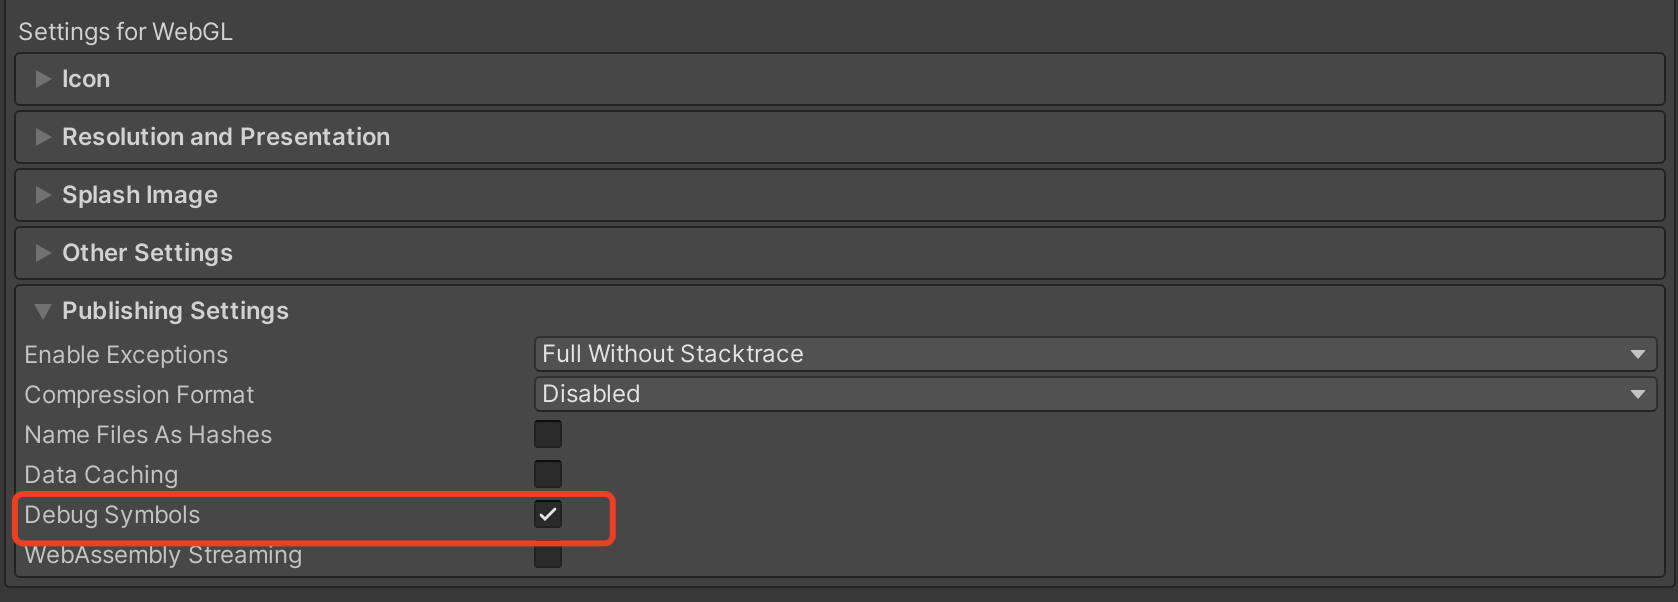 Settings for WebGL
Icon
Resolution and Presentation
Splash Image
Other Settings
Publishing Settings
Enable Exceptions Full Without Stacktrace
Compression Format Disabled
Name Files As Hashes
Data Caching
Debug Symbols
WebAssembly Streaming